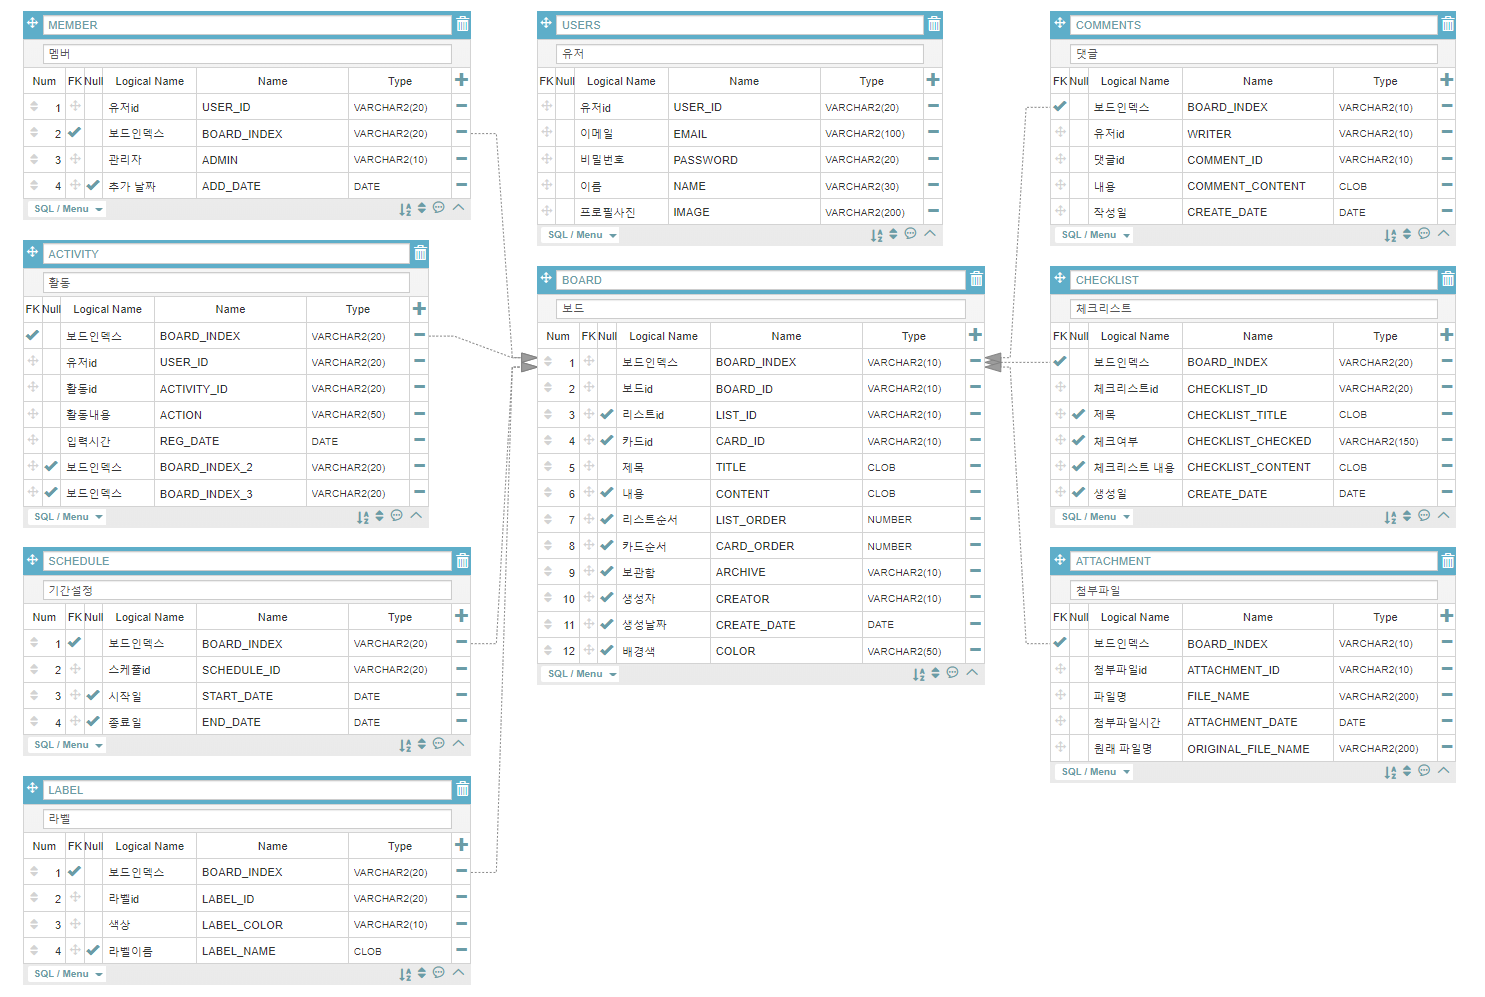 MEMBER
멤버
Num FK Null Logical Name Name Type
1 유저id USER_ID VARCHAR2(20)
2 보드인덱스 BOARD_INDEX VARCHAR2(20)
3 관리자 ADMIN VARCHAR2(10)
4 추가 날짜 ADD_DATE DATE
SQL / Menu
ACTIVITY
활동
FK Null Logical Name Name Type
보드인덱스 BOARD_INDEX VARCHAR2(20)
유저id USER_ID VARCHAR2(20)
활동id ACTIVITY_ID VARCHAR2(20)
활동내용 ACTION VARCHAR2(50)
입력시간 REG_DATE DATE
보드인덱스 BOARD_INDEX_2 VARCHAR2(20)
보드인덱스 BOARD_INDEX_3 VARCHAR2(20)
SQL / Menu
SCHEDULE
기간설정
Num FK Null Logical Name Name Type
1 보드인덱스 BOARD_INDEX VARCHAR2(20)
2 스케쥴id SCHEDULE_ID VARCHAR2(20)
3 시작일 START_DATE DATE
4 종료일 END_DATE DATE
SQL / Menu
LABEL
라벨
Num FK Null Logical Name Name Type
1 보드인덱스 BOARD_INDEX VARCHAR2(20)
2 라벨id LABEL_ID VARCHAR2(20)
3 색상 LABEL_COLOR VARCHAR2(10)
4 라벨이름 LABEL_NAME CLOB
SQL / Menu
USERS
유저
FK Null Logical Name Name Type
유저id USER_ID VARCHAR2(20)
이메일 EMAIL VARCHAR2(100)
비밀번호 PASSWORD VARCHAR2(20)
이름 NAME VARCHAR2(30)
프로필사진 IMAGE VARCHAR2(200)
SQL / Menu
BOARD
보드
Num FK Null Logical Name Name Type
1 보드인덱스 BOARD_INDEX VARCHAR2(10)
2 보드id BOARD_ID VARCHAR2(10)
3 리스트id LIST_ID VARCHAR2(10)
4 카드id CARD_ID VARCHAR2(10)
5 제목 TITLE CLOB
6 내용 CONTENT CLOB
7 리스트순서 LIST_ORDER NUMBER
8 카드순서 CARD_ORDER NUMBER
9 보관함 ARCHIVE VARCHAR2(10)
10 생성자 CREATOR VARCHAR2(10)
11 생성날짜 CREATE_DATE DATE
12 배경색 COLOR VARCHAR2(50)
SQL / Menu
COMMENTS
댓글
FK Null Logical Name Name Type
보드인덱스 BOARD_INDEX VARCHAR2(10)
유저id WRITER VARCHAR2(10)
댓글id COMMENT_ID VARCHAR2(10)
내용 COMMENT_CONTENT CLOB
작성일 CREATE_DATE DATE
SQL / Menu
CHECKLIST
체크리스트
FK Null Logical Name Name Type
보드인덱스 BOARD_INDEX VARCHAR2(20)
체크리스트id CHECKLIST_ID VARCHAR2(20)
제목 CHECKLIST_TITLE CLOB
체크여부 CHECKLIST_CHECKED VARCHAR2(150)
체크리스트 내용 CHECKLIST_CONTENT CLOB
생성일 CREATE_DATE DATE
SQL / Menu
ATTACHMENT
첨부파일
FK Null Logical Name Name Type
보드인덱스 BOARD_INDEX VARCHAR2(10)
첨부파일id ATTACHMENT_ID VARCHAR2(10)
파일명 FILE_NAME VARCHAR2(200)
첨부파일시간 ATTACHMENT_DATE DATE
원래 파일명 ORIGINAL_FILE_NAME VARCHAR2(200)
SQL / Menu